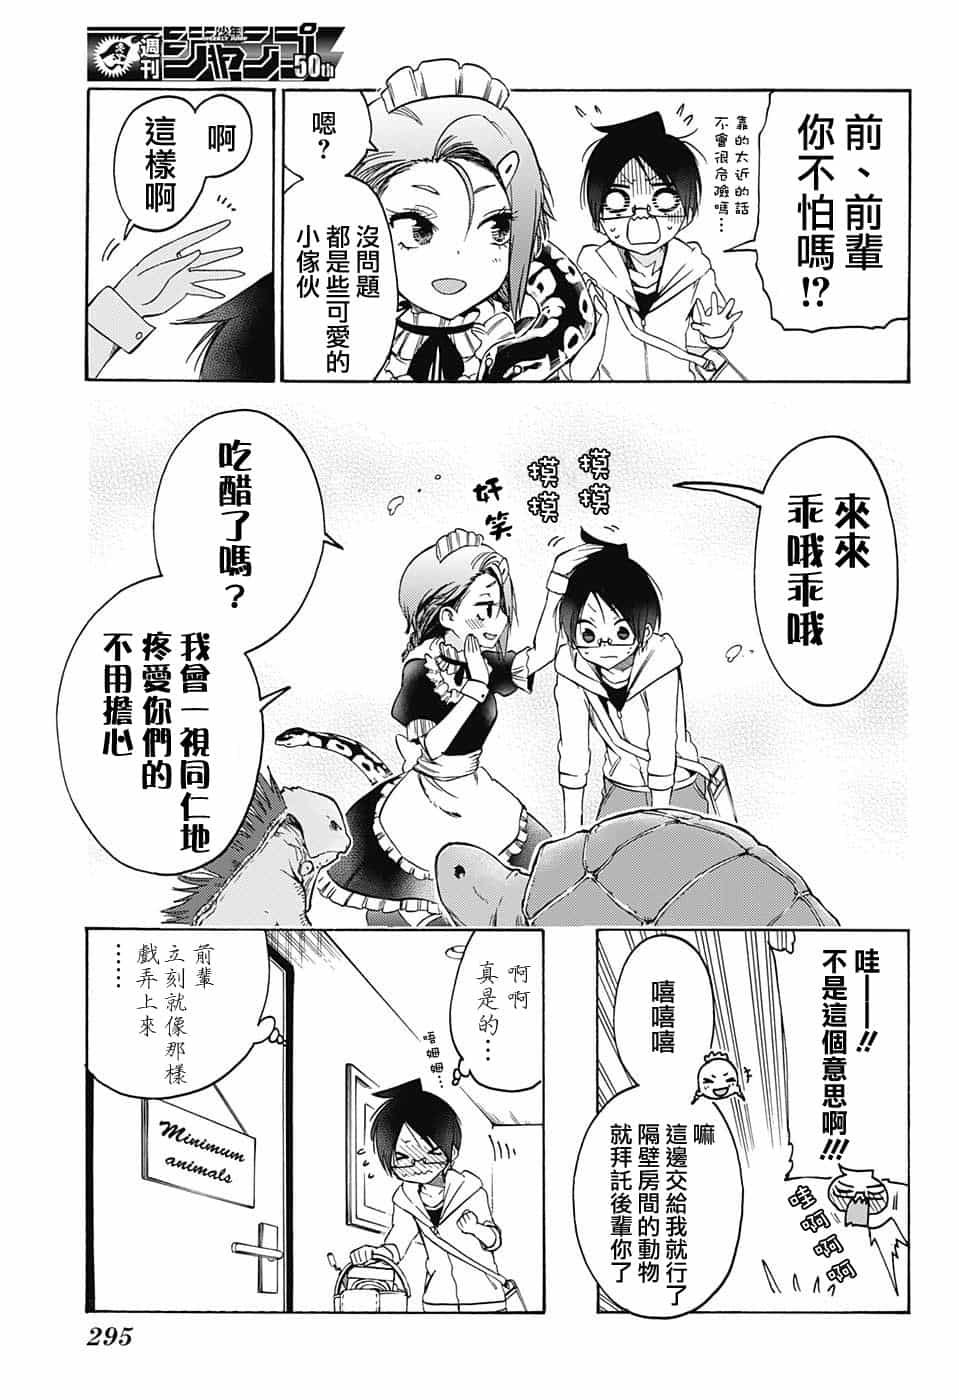 週刊
少年
ジャンプ
50th
前、前輩
你不怕嗎!?
靠的太近的話
不會很危險嗎…
嗯?
沒問題
都是些可愛的
小傢伙
啊
這樣啊
來來
乖哦乖哦
摸摸
摸摸
奸笑
吃醋了嗎?
我會一視同仁地
疼愛你們的
不用擔心
哇——!!
不是這個意思啊!!!
哇啊啊啊
嘻嘻嘻
嘛
這邊交給我就行了
隔壁房間的動物
就拜託後輩你了
啊啊
真是的…
唔姆姆…
前輩
立刻就像那樣
戲弄上來
……
Minimum
animals
295